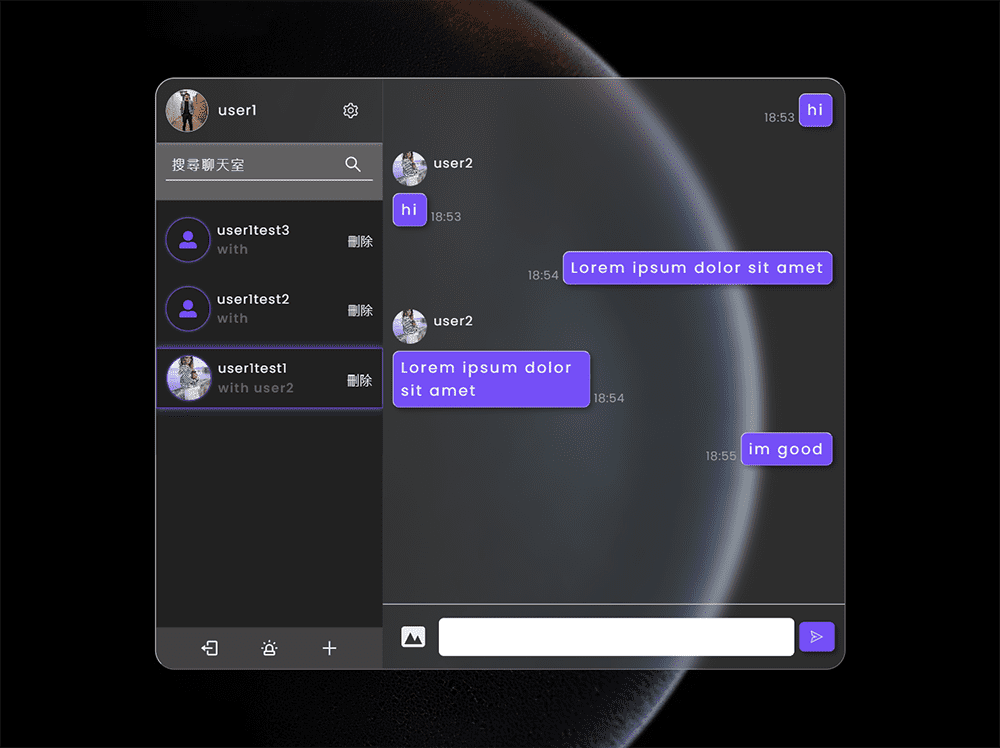 user1
搜尋聊天室
user1test3
with
刪除
user1test2
with
刪除
user1test1
with user2
刪除
18:53
hi
user2
hi
18:53
18:54
Lorem ipsum dolor sit amet
user2
Lorem ipsum dolor
sit amet
18:54
18:55
im good